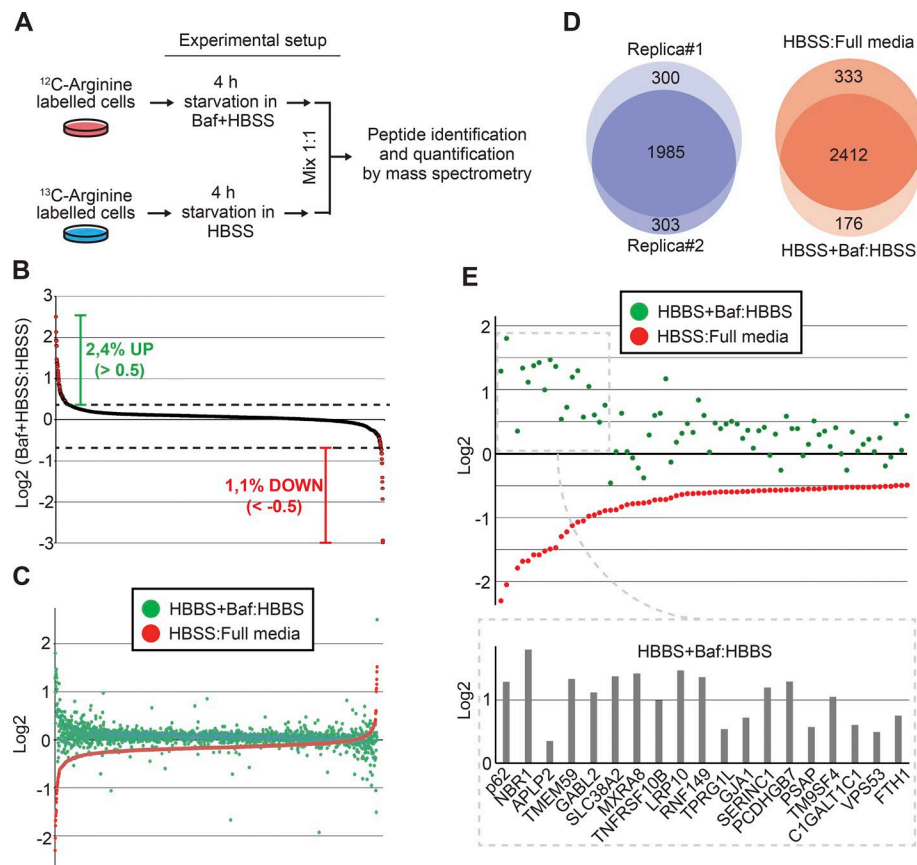 A
Experimental setup
12C-Arginine
labelled cells
4 h
starvation in
Baf+HBSS
13C-Arginine
labelled cells
4 h
starvation in
HBSS
Mix 1:1
Peptide identification
and quantification
by mass spectrometry
D
Replica#1
300
1985
303
Replica#2
HBSS:Full media
333
2412
176
HBSS+Baf:HBSS
B
Log2 (Baf+HBSS:HBSS)
3
2
1
0
-1
-2
-3
2,4% UP
(> 0.5)
1,1% DOWN
(< -0.5)
C
HBBS+Baf:HBBS
HBSS:Full media
Log2
2
1
0
-1
-2
E
HBBS+Baf:HBBS
HBSS:Full media
Log2
2
1
0
-1
-2
HBBS+Baf:HBBS
Log2
1
0
p62
NBR1
APLP2
TMEM59
GABL2
SLC38A2
MXRA8
TNFRSF10B
LRP10
RNF149
TPRG1L
GJA1
SERINC1
PCDHGB7
PSAP
TM9SF4
C1GALT1C1
VPS53
FTH1